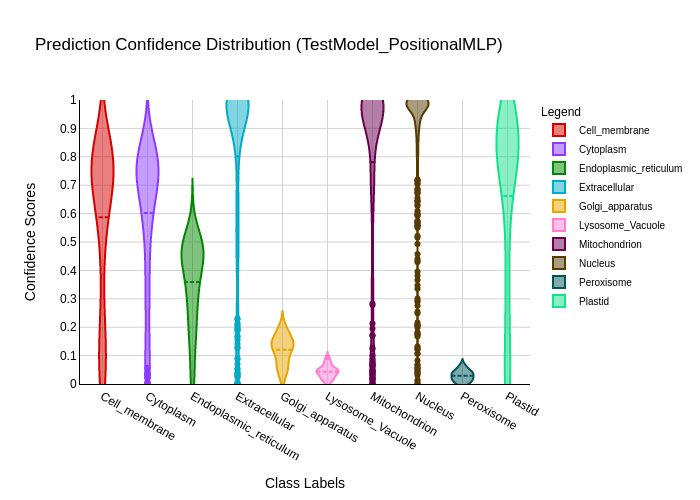 Prediction Confidence Distribution (TestModel_PositionalMLP)
Legend
Cell_membrane
Cytoplasm
Endoplasmic_reticulum
Extracellular
Golgi_apparatus
Lysosome_Vacuole
Mitochondrion
Nucleus
Peroxisome
Plastid
Confidence Scores
1
0.9
0.8
0.7
0.6
0.5
0.4
0.3
0.2
0.1
0
Cell_membrane
Cytoplasm
Endoplasmic_reticulum
Extracellular
Golgi_apparatus
Lysosome_Vacuole
Mitochondrion
Nucleus
Peroxisome
Plastid
Class Labels